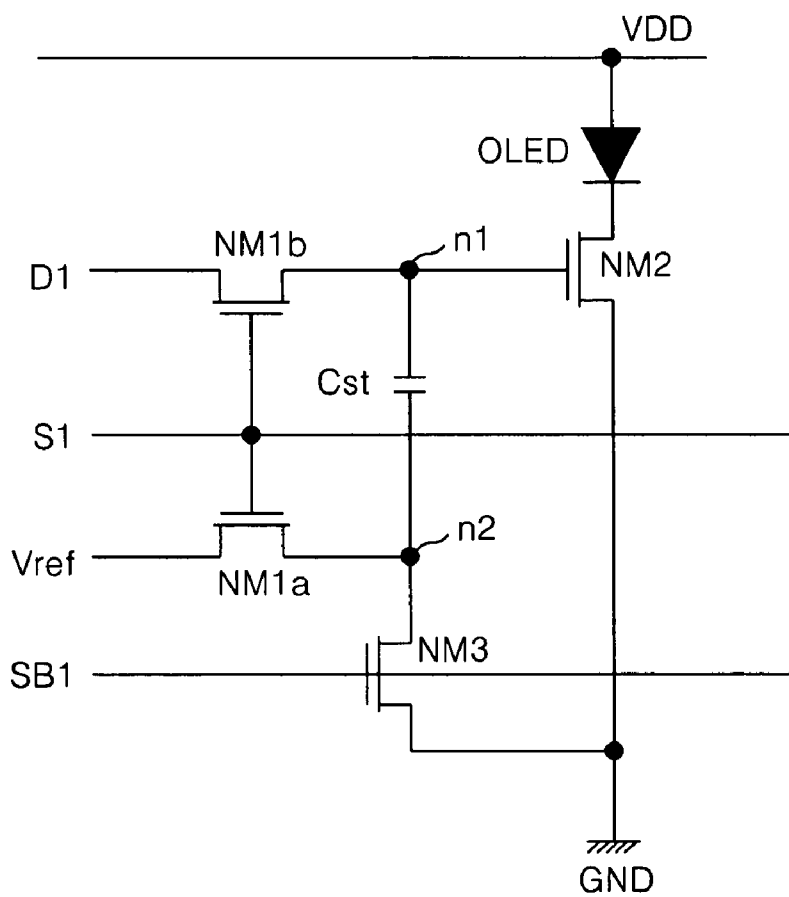 VDD
OLED
NM1b
n1
NM2
D1
Cst
S1
n2
Vref
NM1a
NM3
SB1
GND